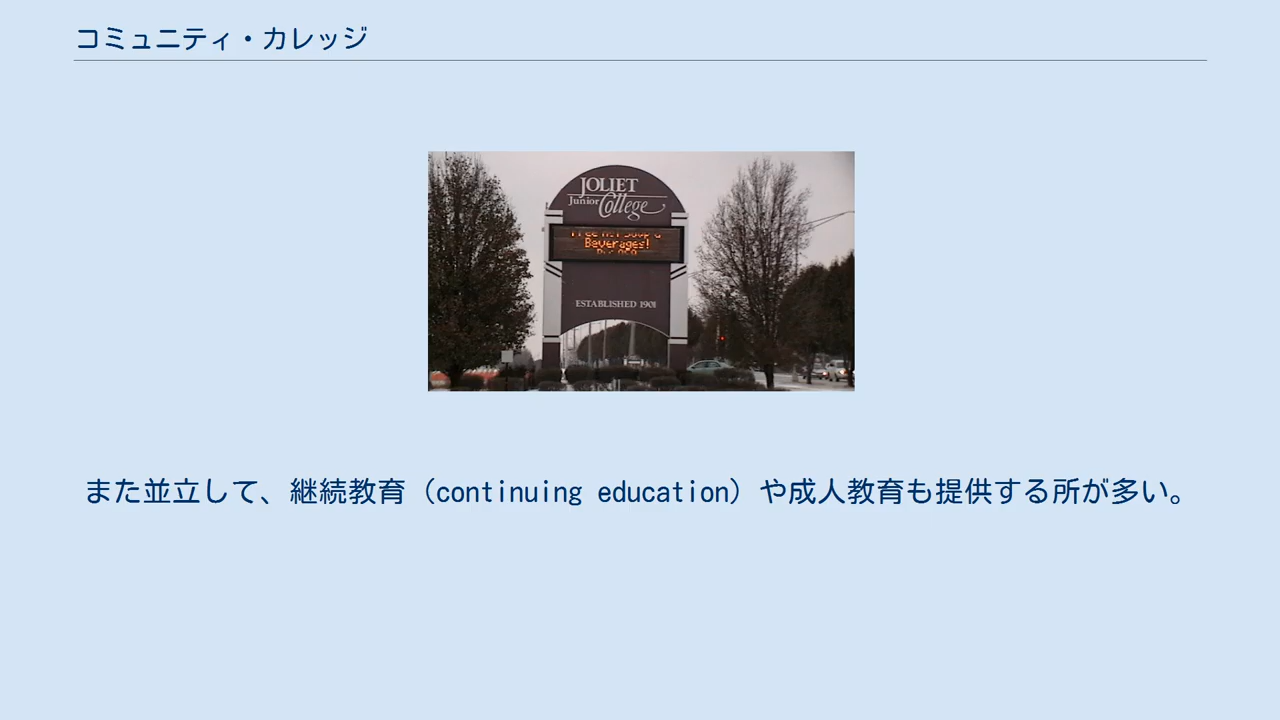 コミュニティ・カレッジ
JOLIET
Junior College
Beverages!
ESTABLISHED 1901
また並立して、継続教育（continuing education）や成人教育も提供する所が多い。